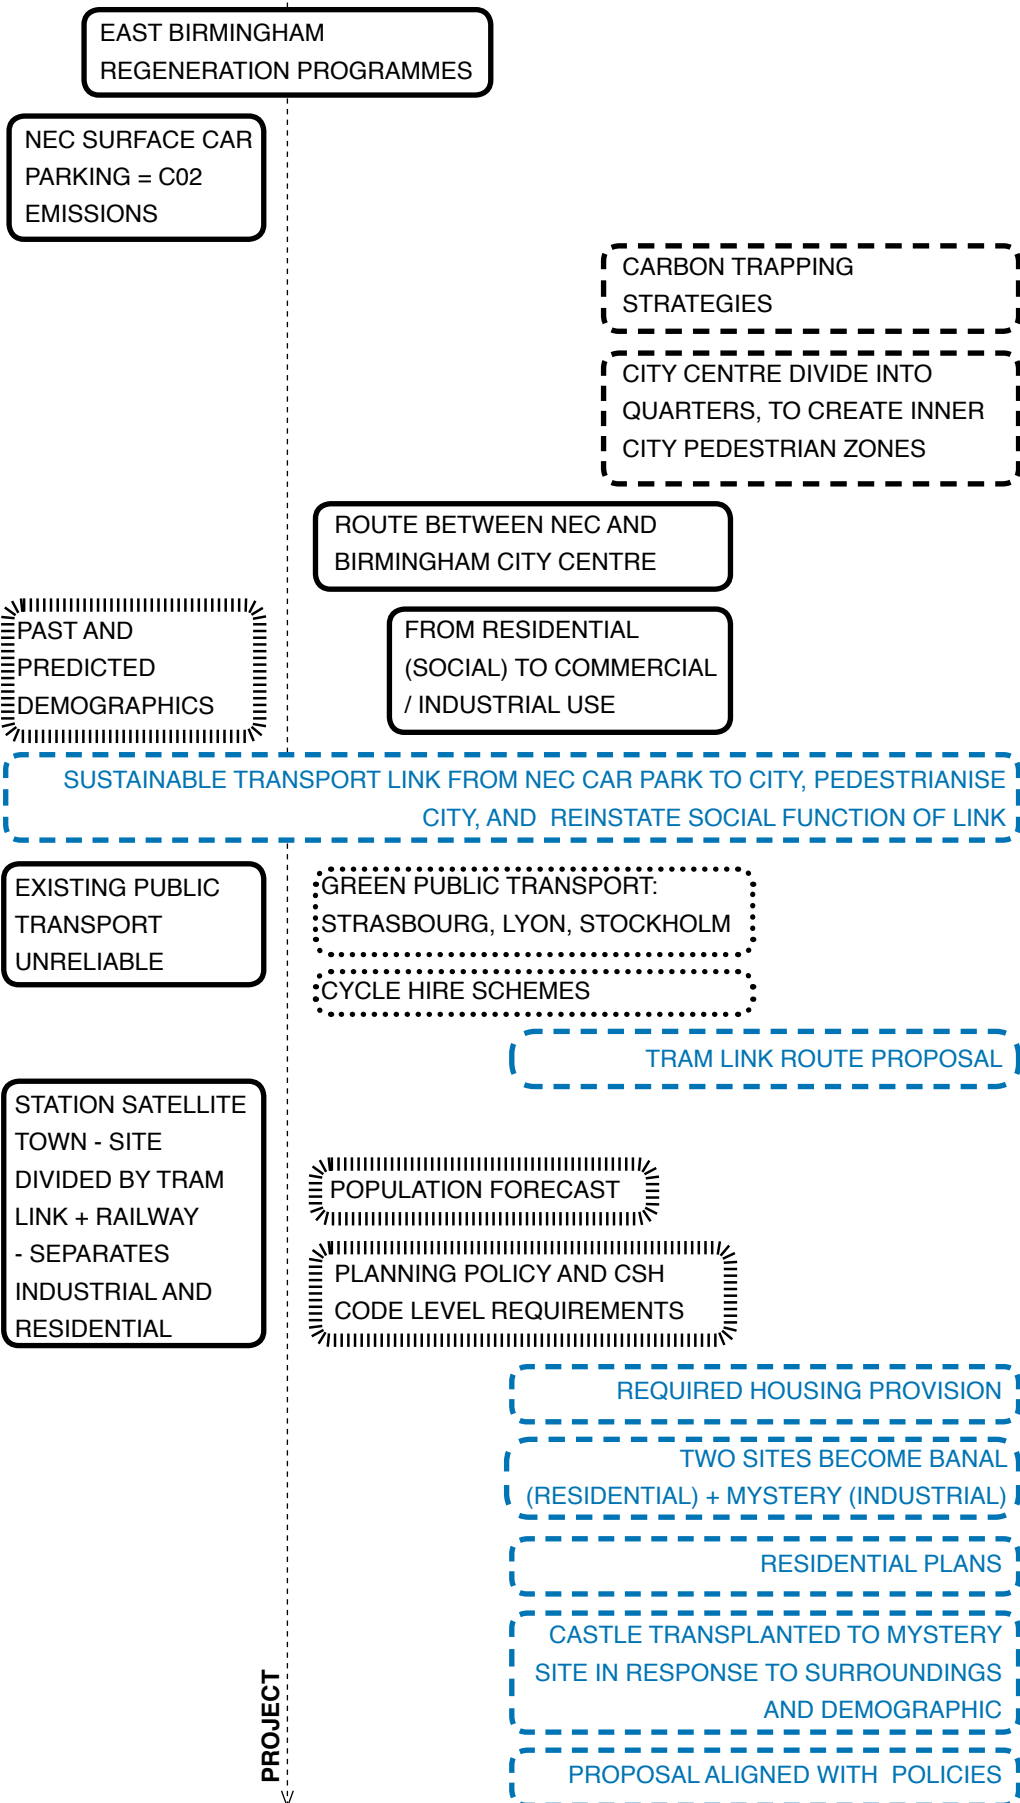 EAST BIRMINGHAM
REGENERATION PROGRAMMES
NEC SURFACE CAR
PARKING = C02
EMISSIONS
CARBON TRAPPING
STRATEGIES
CITY CENTRE DIVIDE INTO
QUARTERS, TO CREATE INNER
CITY PEDESTRIAN ZONES
ROUTE BETWEEN NEC AND
BIRMINGHAM CITY CENTRE
PAST AND
PREDICTED
DEMOGRAPHICS
FROM RESIDENTIAL
(SOCIAL) TO COMMERCIAL
/ INDUSTRIAL USE
SUSTAINABLE TRANSPORT LINK FROM NEC CAR PARK TO CITY, PEDESTRIANISE
CITY, AND REINSTATE SOCIAL FUNCTION OF LINK
EXISTING PUBLIC
TRANSPORT
UNRELIABLE
GREEN PUBLIC TRANSPORT:
STRASBOURG, LYON, STOCKHOLM
CYCLE HIRE SCHEMES
TRAM LINK ROUTE PROPOSAL
STATION SATELLITE
TOWN - SITE
DIVIDED BY TRAM
LINK + RAILWAY
- SEPARATES
INDUSTRIAL AND
RESIDENTIAL
POPULATION FORECAST
PLANNING POLICY AND CSH
CODE LEVEL REQUIREMENTS
REQUIRED HOUSING PROVISION
TWO SITES BECOME BANAL
(RESIDENTIAL) + MYSTERY (INDUSTRIAL)
RESIDENTIAL PLANS
CASTLE TRANSPLANTED TO MYSTERY
SITE IN RESPONSE TO SURROUNDINGS
AND DEMOGRAPHIC
PROJECT
PROPOSAL ALIGNED WITH POLICIES